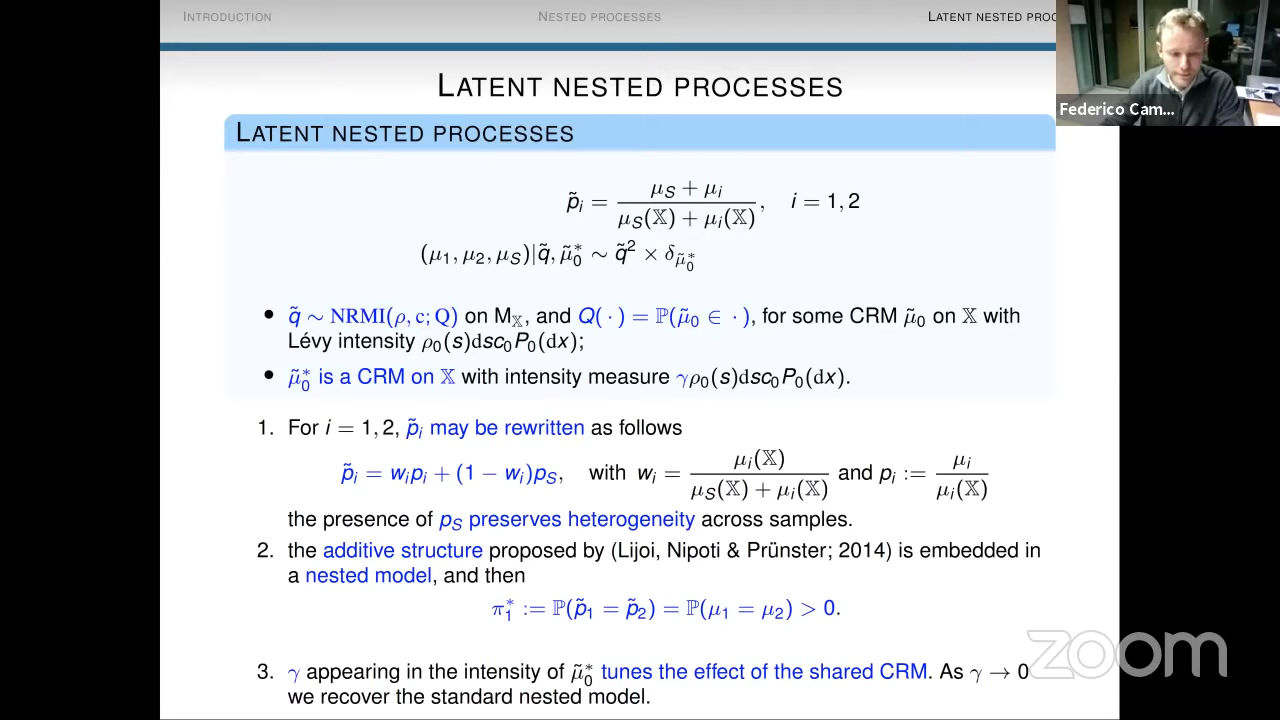 INTRODUCTION NESTED PROCESSES LATENT NESTED PROC
LATENT NESTED PROCESSES
Federico Cam...
LATENT NESTED PROCESSES
p̃ᵢ = (μ_S + μᵢ) / (μ_S(𝕏) + μᵢ(𝕏)), i = 1, 2
(μ₁, μ₂, μ_S)|q̃, μ̃₀* ∼ q̃² × δ_{μ̃₀*}
• q̃ ∼ NRMI(ρ, c; Q) on M_𝕏, and Q(·) = ℙ(μ̃₀ ∈ ·), for some CRM μ̃₀ on 𝕏 with
Lévy intensity ρ₀(s)dsc₀P₀(dx);
• μ̃₀* is a CRM on 𝕏 with intensity measure γρ₀(s)dsc₀P₀(dx).
1. For i = 1, 2, p̃ᵢ may be rewritten as follows
p̃ᵢ = wᵢpᵢ + (1 − wᵢ)p_S, with wᵢ = μᵢ(𝕏) / (μ_S(𝕏) + μᵢ(𝕏)) and pᵢ := μᵢ / μᵢ(𝕏)
the presence of p_S preserves heterogeneity across samples.
2. the additive structure proposed by (Lijoi, Nipoti & Prünster; 2014) is embedded in
a nested model, and then
π₁* := ℙ(p̃₁ = p̃₂) = ℙ(μ₁ = μ₂) > 0.
zoom
3. γ appearing in the intensity of μ̃₀* tunes the effect of the shared CRM. As γ → 0
we recover the standard nested model.